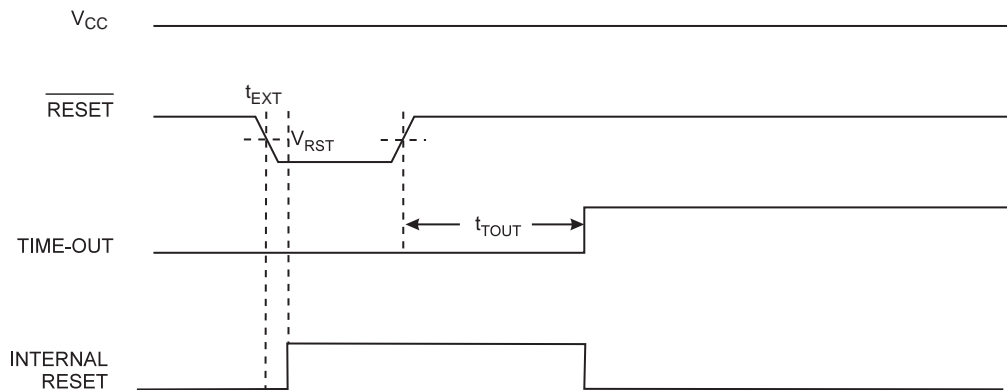 VCC
RESET
tEXT
VRST
tTOUT
TIME-OUT
INTERNAL
RESET